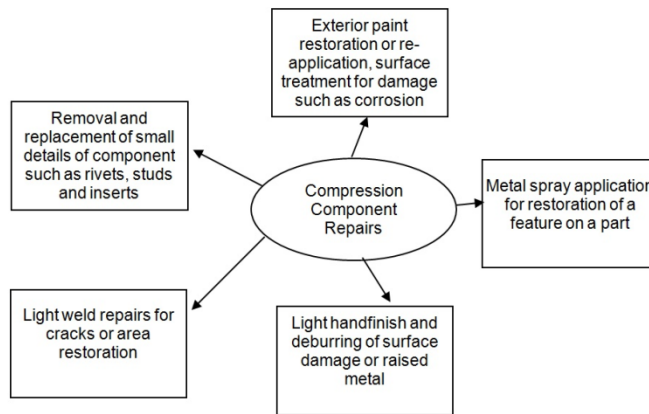 Exterior paint
restoration or re-
application, surface
treatment for damage
such as corrosion
Removal and
replacement of small
details of component
such as rivets, studs
and inserts
Compression
Component
Repairs
Metal spray application
for restoration of a
feature on a part
Light weld repairs for
cracks or area
restoration
Light handfinish and
deburring of surface
damage or raised
metal